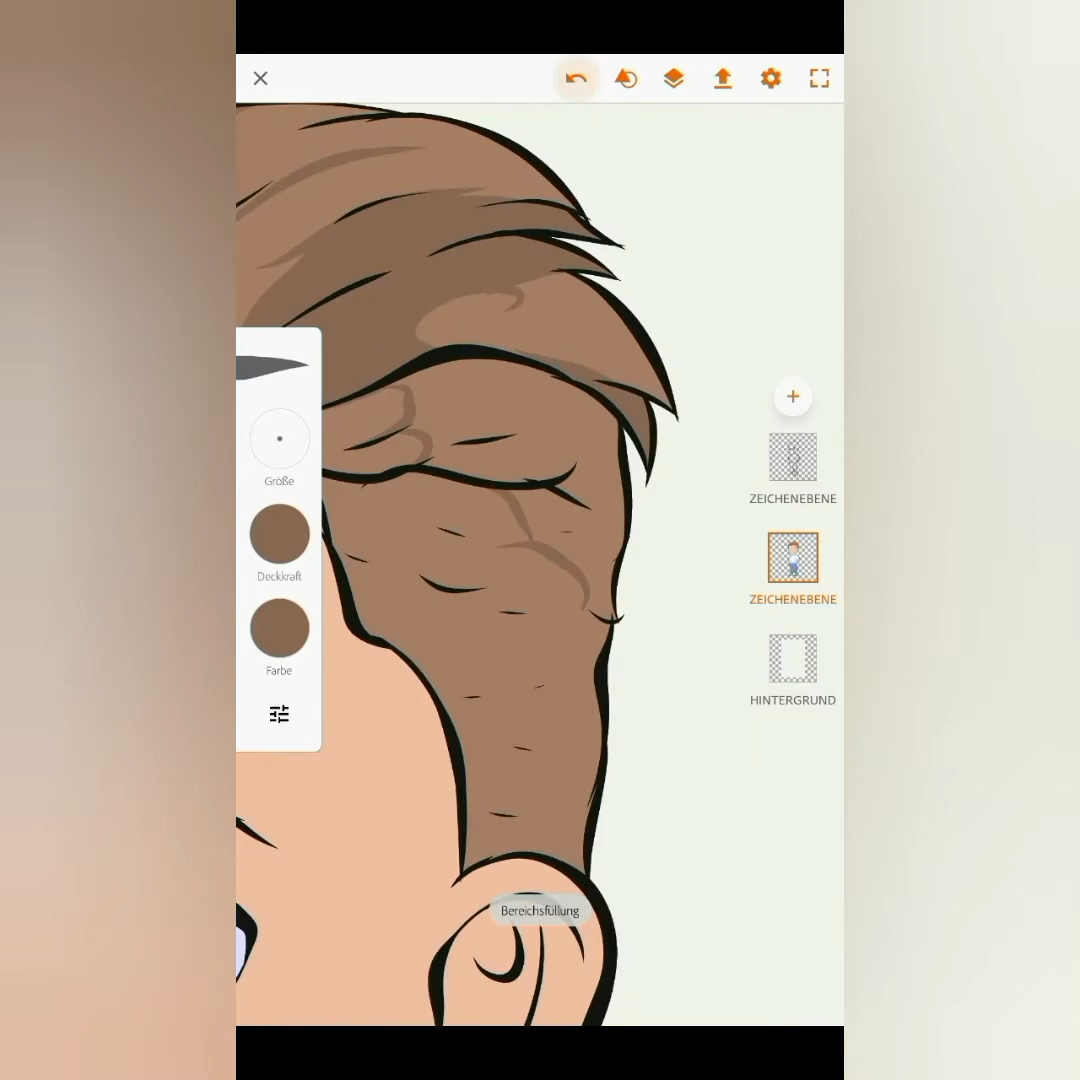 Größe
Deckkraft
Farbe
ZEICHENEBENE
ZEICHENEBENE
HINTERGRUND
Bereichsfüllung